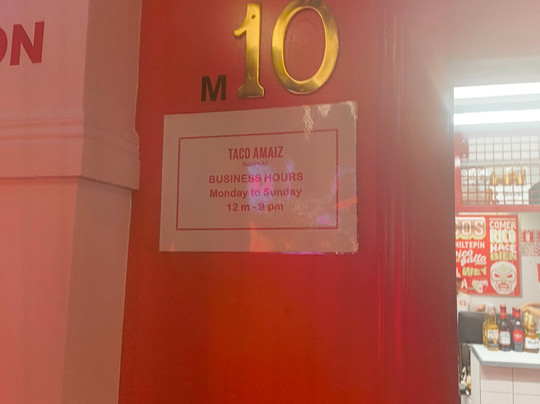 ON
M 10
TACO AMAIZ
BUSINESS HOURS
Monday to Sunday
12 m - 9 pm
COMER
RICO
HACE
BIEN